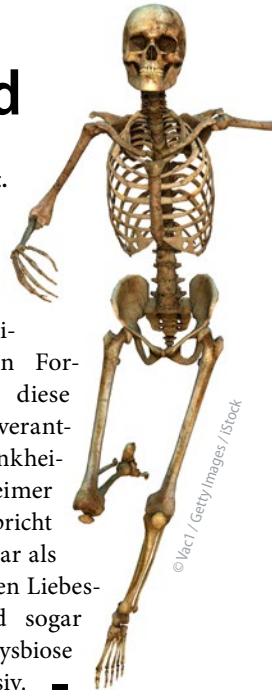 d
t.
i-
n For-
diese
verant-
nkhei-
eimer
pricht
ar als
en Liebes-
d sogar
ysbiose
siv.
© Vac1 / Getty Images / iStock